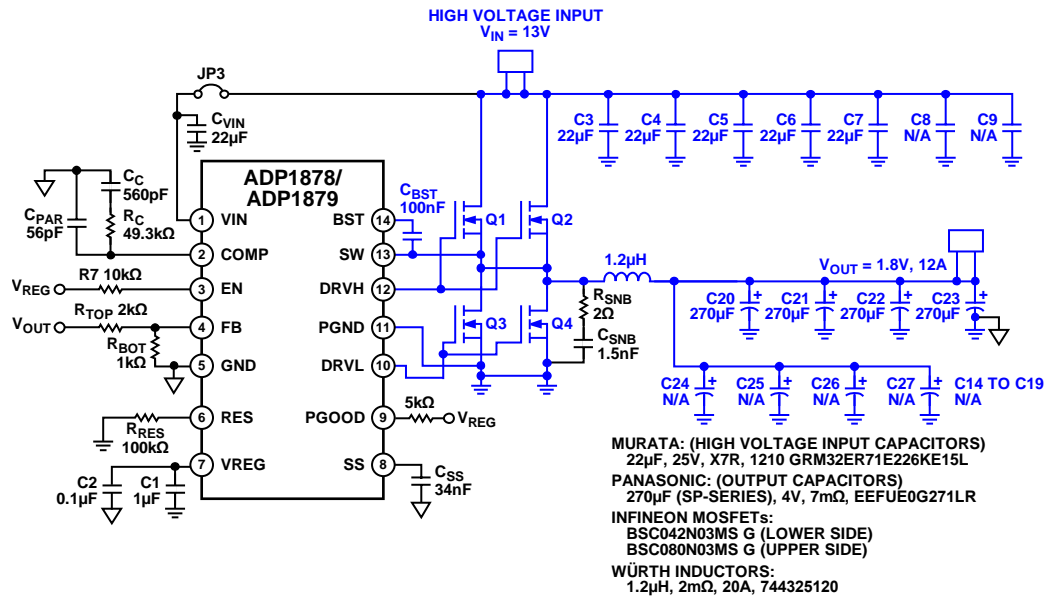 HIGH VOLTAGE INPUT
VIN = 13V
JP3
CVIN
22µF
C3
22µF
C4
22µF
C5
22µF
C6
22µF
C7
22µF
C8
N/A
C9
N/A
ADP1878/
ADP1879
CC
560pF
CPAR
56pF
RC
49.3kΩ
CBST
100nF
1 VIN
BST 14
2 COMP
SW 13
3 EN
DRVH 12
4 FB
PGND 11
5 GND
DRVL 10
6 RES
PGOOD 9
7 VREG
SS 8
Q1
Q2
Q3
Q4
VREG
R7 10kΩ
VOUT
RTOP 2kΩ
RBOT
1kΩ
RRES
100kΩ
C2
0.1µF
C1
1µF
5kΩ
VREG
CSS
34nF
1.2µH
RSNB
2Ω
CSNB
1.5nF
VOUT = 1.8V, 12A
C20 +
270µF
C21 +
270µF
C22 +
270µF
C23 +
270µF
C24 +
N/A
C25 +
N/A
C26 +
N/A
C27 +
N/A
C14 TO C19
N/A
MURATA: (HIGH VOLTAGE INPUT CAPACITORS)
22µF, 25V, X7R, 1210 GRM32ER71E226KE15L
PANASONIC: (OUTPUT CAPACITORS)
270µF (SP-SERIES), 4V, 7mΩ, EEFUE0G271LR
INFINEON MOSFETs:
BSC042N03MS G (LOWER SIDE)
BSC080N03MS G (UPPER SIDE)
WÜRTH INDUCTORS:
1.2µH, 2mΩ, 20A, 744325120